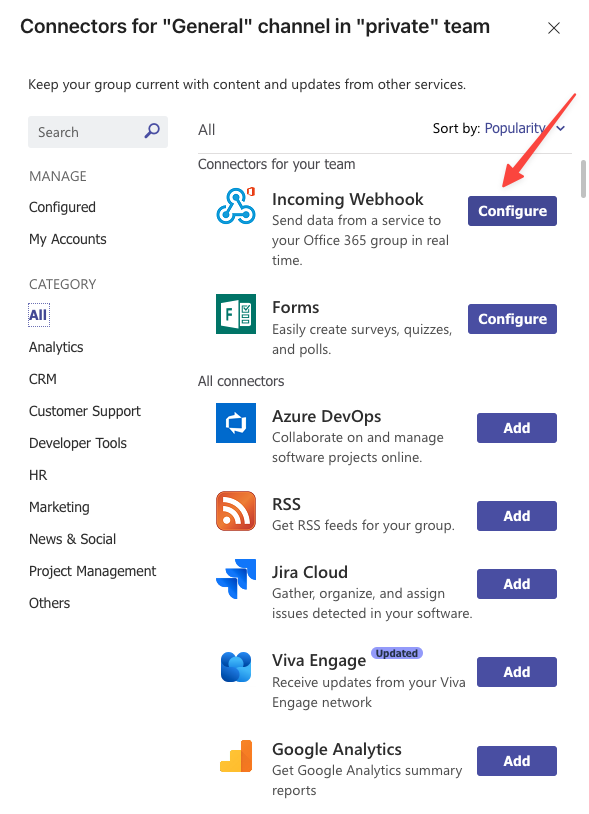 Connectors for "General" channel in "private" team
Keep your group current with content and updates from other services.
Search
All
Sort by: Popularity
MANAGE
Configured
My Accounts
CATEGORY
All
Analytics
CRM
Customer Support
Developer Tools
HR
Marketing
News & Social
Project Management
Others
Connectors for your team
Incoming Webhook
Send data from a service to
your Office 365 group in real
time.
Configure
Forms
Easily create surveys, quizzes,
and polls.
Configure
All connectors
Azure DevOps
Collaborate on and manage
software projects online.
Add
RSS
Get RSS feeds for your group.
Add
Jira Cloud
Gather, organize, and assign
issues detected in your software.
Add
Viva Engage Updated
Receive updates from your Viva
Engage network
Add
Google Analytics
Get Google Analytics summary
reports
Add